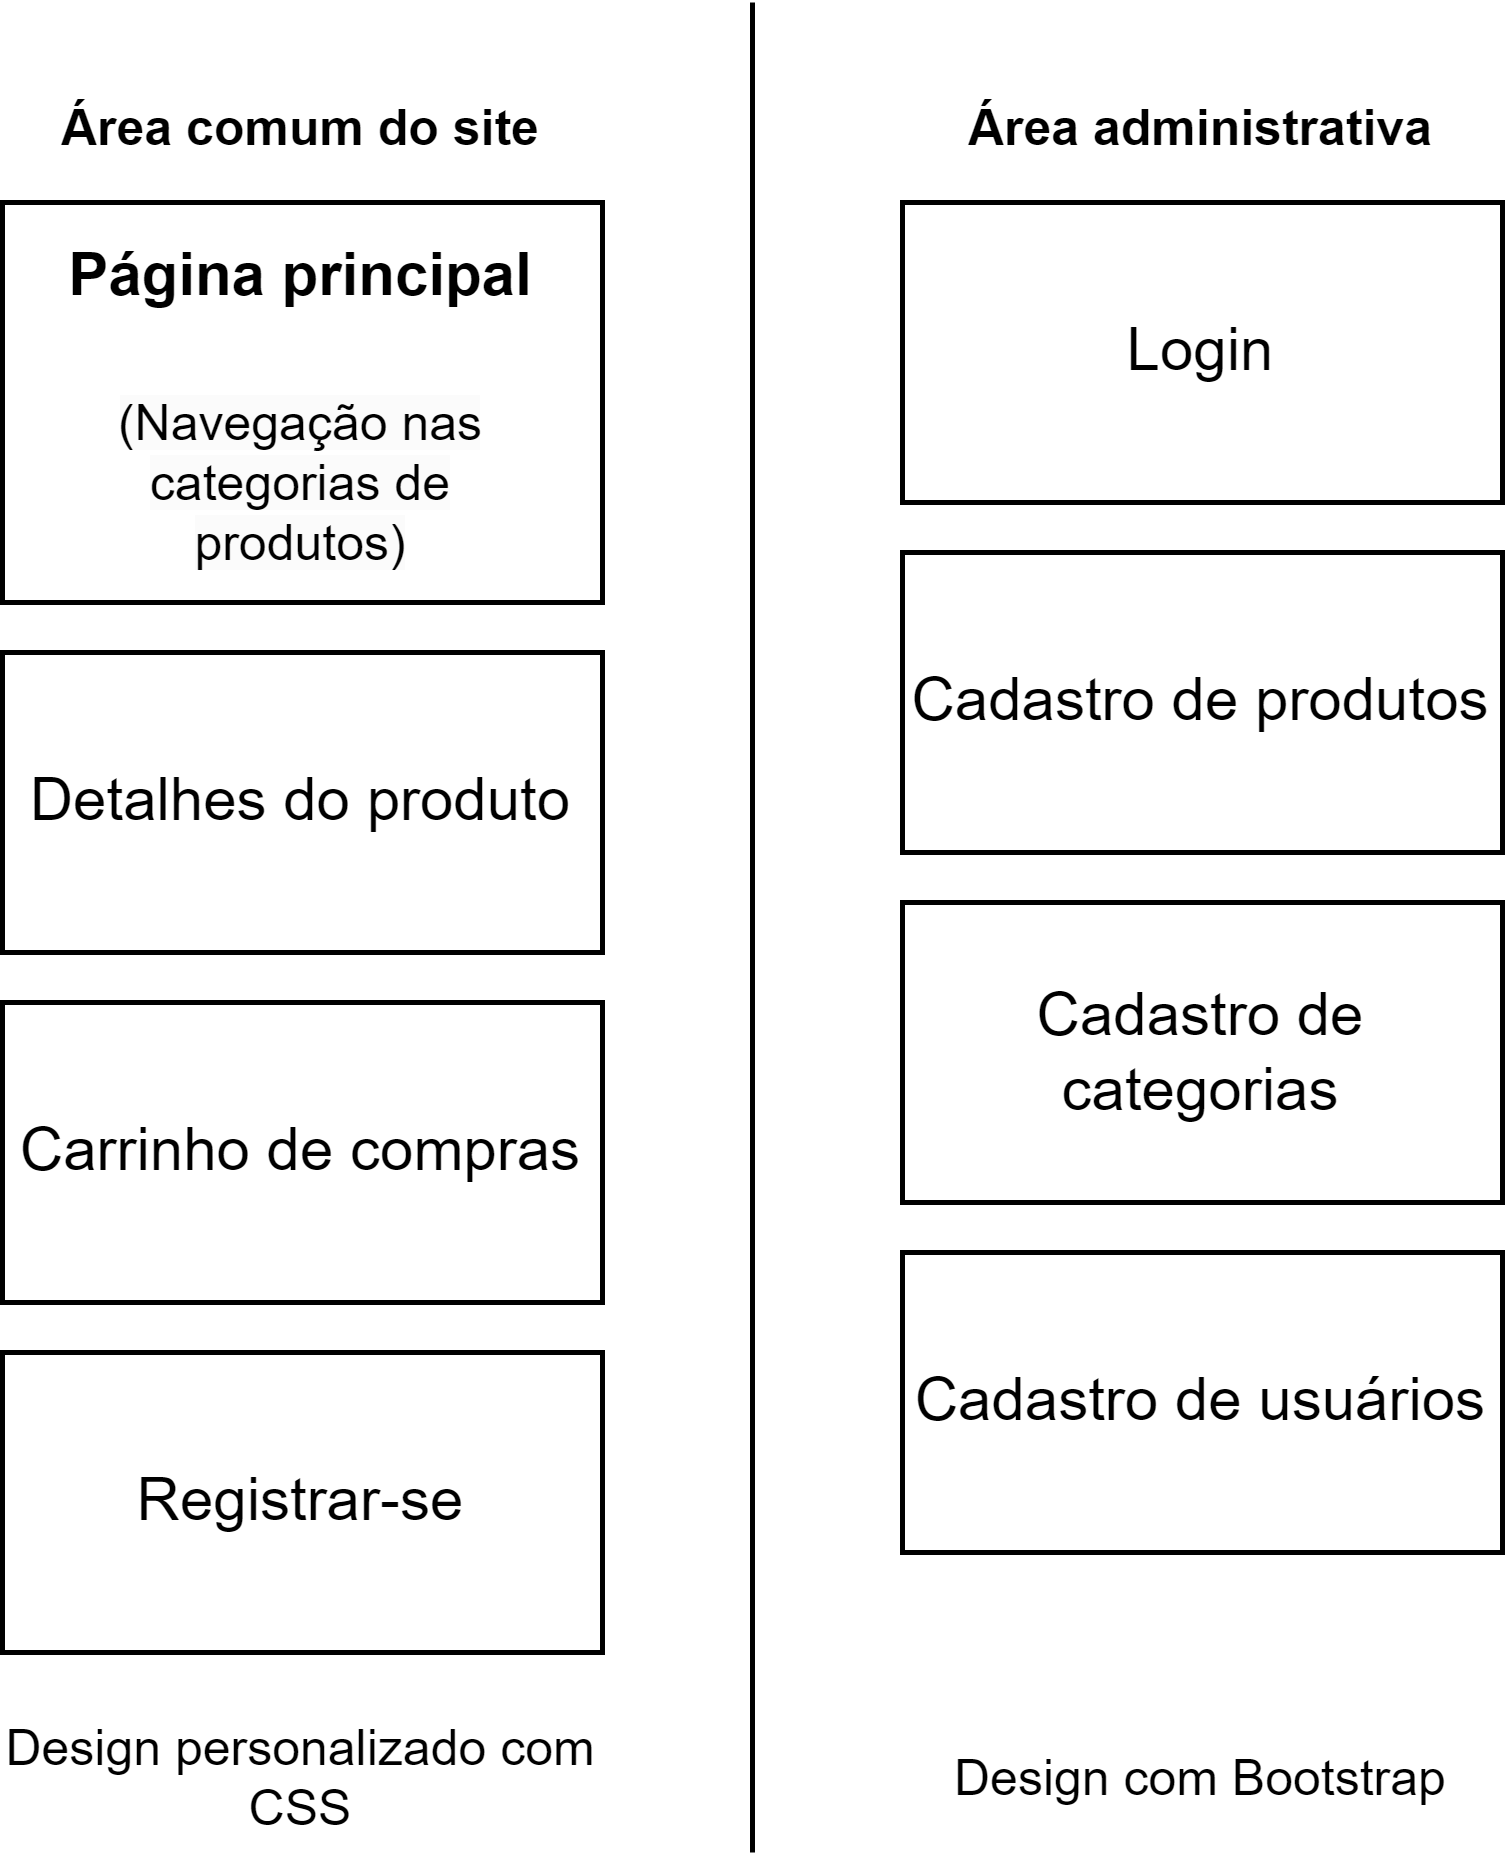 Área comum do site
Página principal
(Navegação nas
categorias de
produtos)
Detalhes do produto
Carrinho de compras
Registrar-se
Design personalizado com
CSS
Área administrativa
Login
Cadastro de produtos
Cadastro de
categorias
Cadastro de usuários
Design com Bootstrap